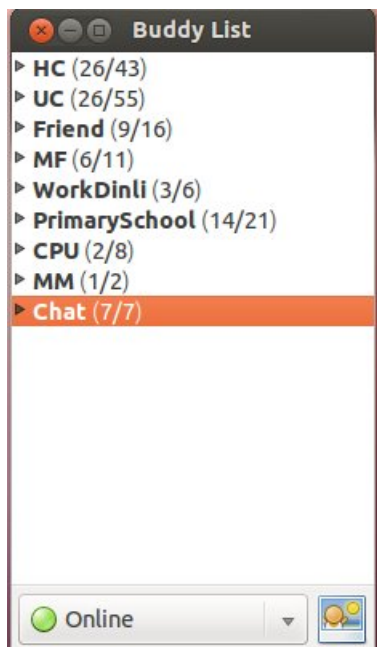 Buddy List
HC (26/43)
UC (26/55)
Friend (9/16)
MF (6/11)
WorkDinli (3/6)
PrimarySchool (14/21)
CPU (2/8)
MM (1/2)
Chat (7/7)
Online